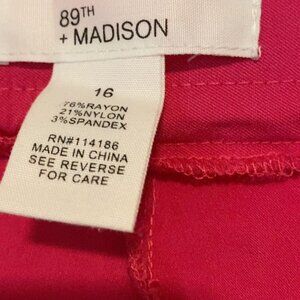 89TH
+ MADISON
16
76%RAYON
21%NYLON
3%SPANDEX
RN#114186
MADE IN CHINA
SEE REVERSE
FOR CARE